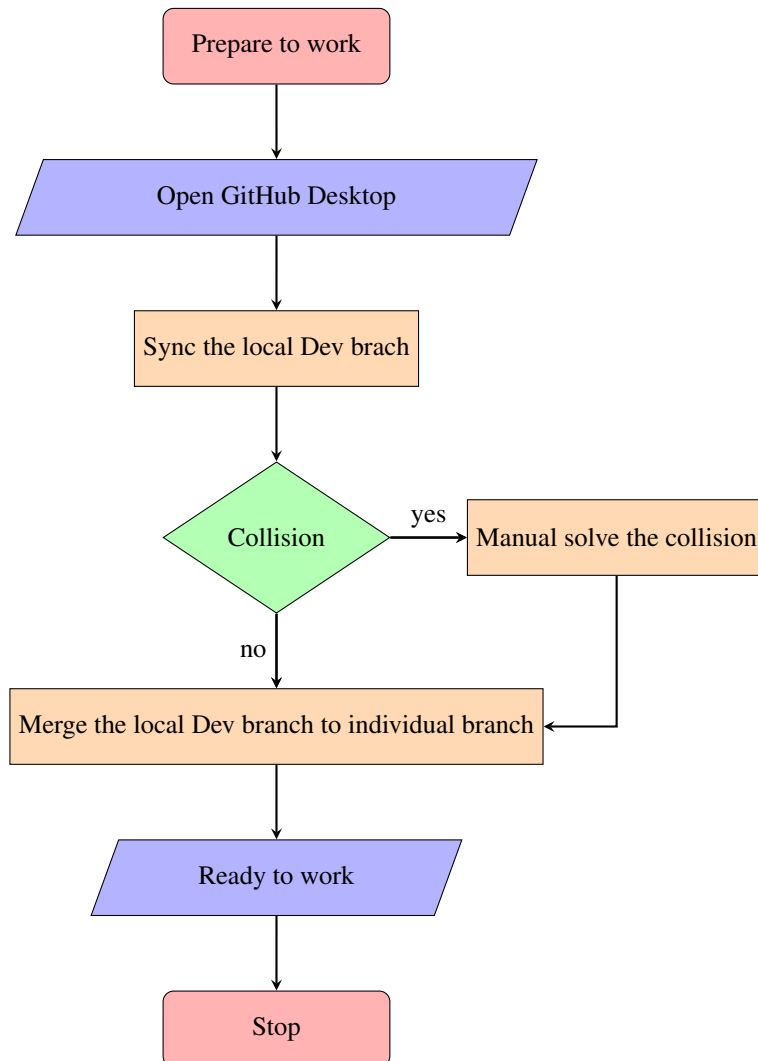 Prepare to work
Open GitHub Desktop
Sync the local Dev brach
Collision
yes
Manual solve the collision
no
Merge the local Dev branch to individual branch
Ready to work
Stop